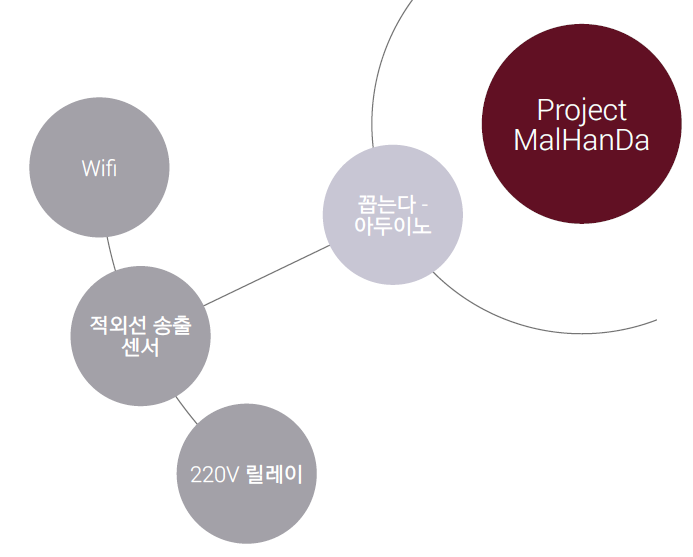 Project
MalHanDa
Wifi
꼽는다 -
아두이노
적외선 송출
센서
220V 릴레이